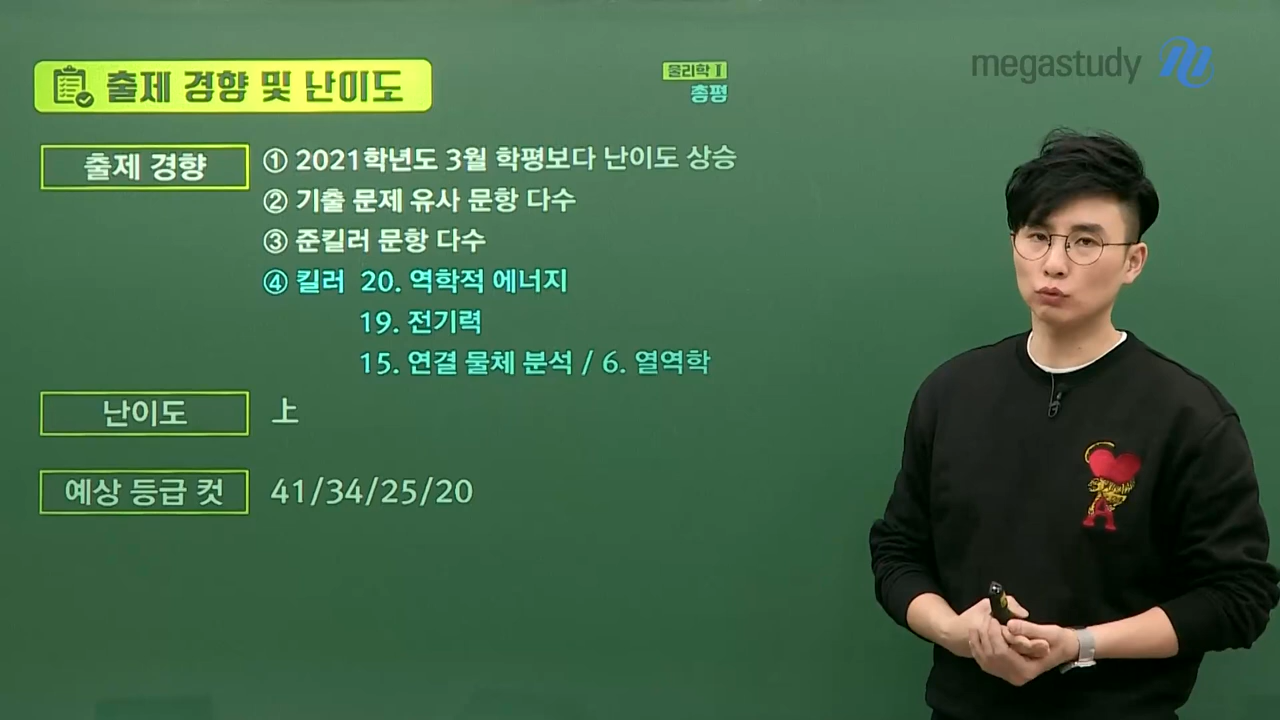 출제 경향 및 난이도
물리학 I
총평
megastudy
출제 경향
① 2021학년도 3월 학평보다 난이도 상승
② 기출 문제 유사 문항 다수
③ 준킬러 문항 다수
④ 킬러 20. 역학적 에너지
19. 전기력
15. 연결 물체 분석 / 6. 열역학
난이도
上
예상 등급 컷
41/34/25/20